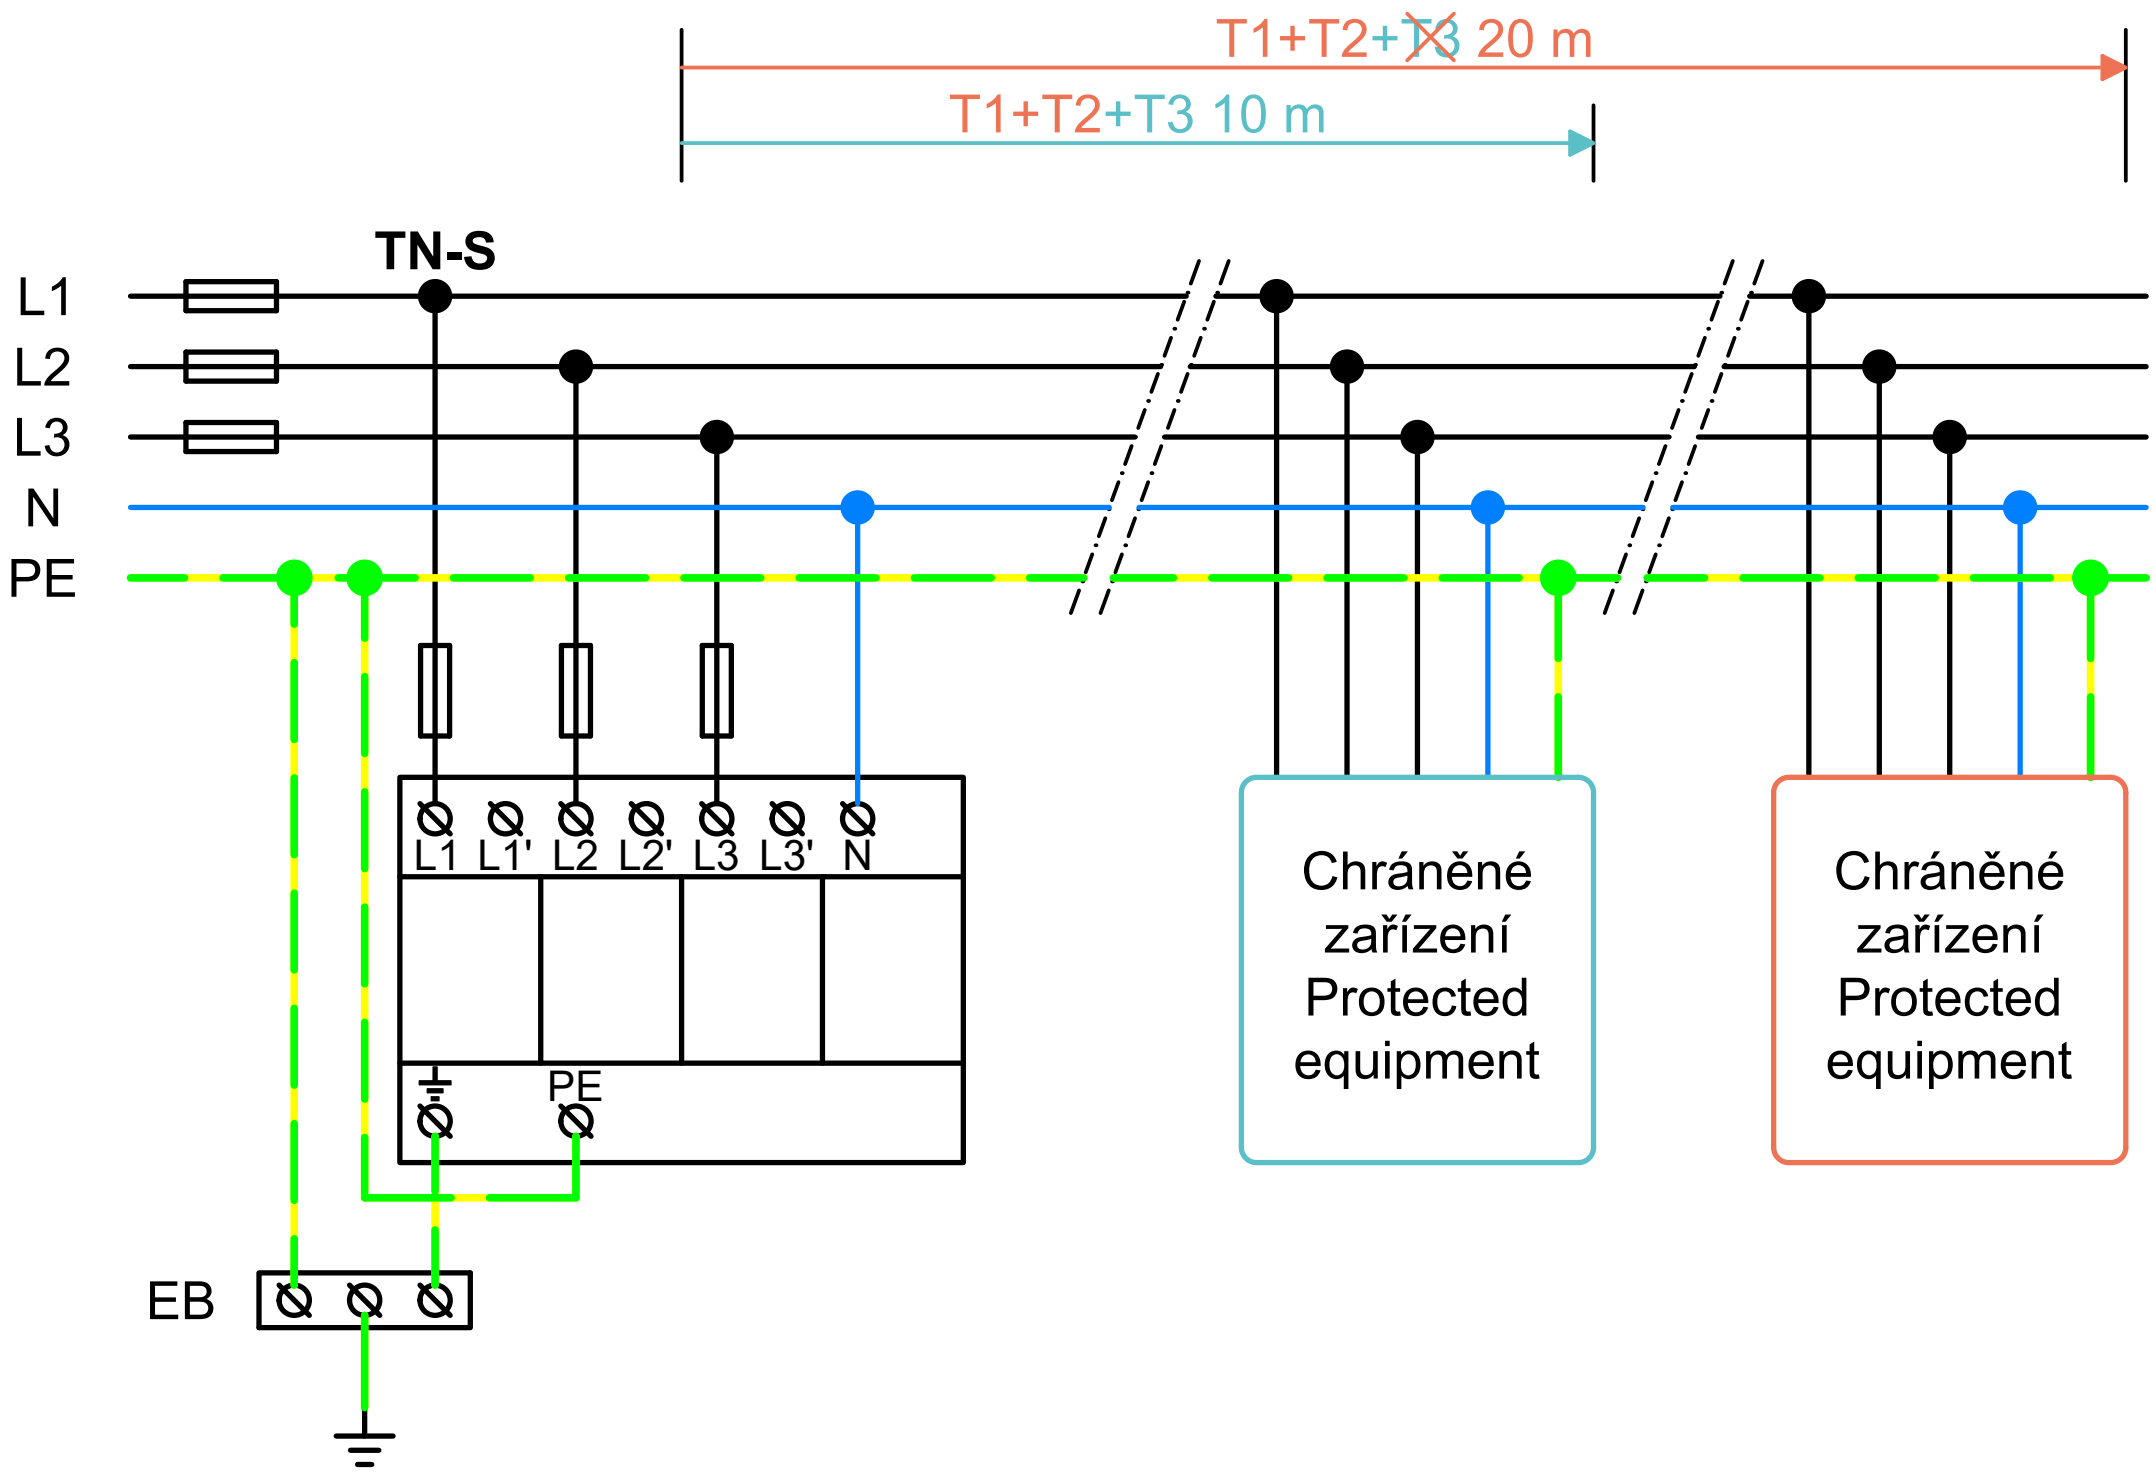 T1+T2+T3 20 m
T1+T2+T3 10 m
TN-S
L1
L2
L3
N
PE
L1 L1' L2 L2' L3 L3' N
PE
Chráněné
zařízení
Protected
equipment
Chráněné
zařízení
Protected
equipment
EB